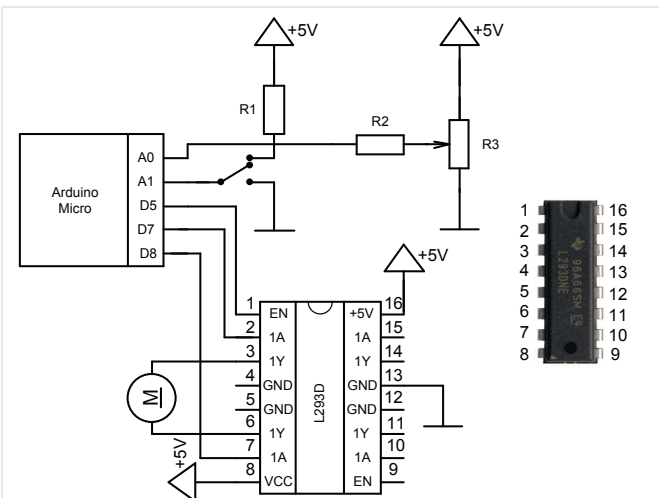 +5V
+5V
R1
R2
R3
Arduino
Micro
A0
A1
D5
D7
D8
+5V
1 EN +5V 16
2 1A 1A 15
3 1Y 1Y 14
4 GND GND 13
5 GND GND 12
6 1Y 1Y 11
7 1A 1A 10
8 VCC EN 9
L293D
M
+5V
1 16
2 15
3 14
4 13
5 12
6 11
7 10
8 9
96A66SM E4
L293DNE